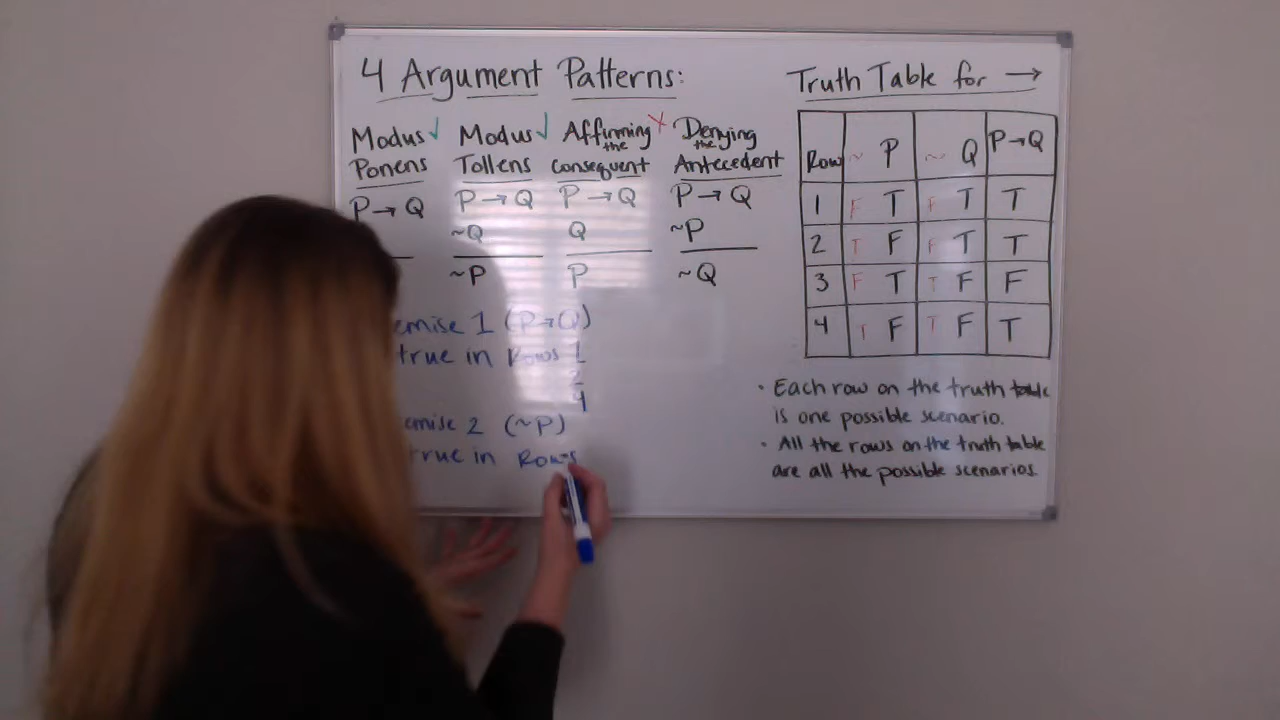 4 Argument Patterns:
Modus Ponens
P → Q
Modus Tollens
P → Q
~Q
~P
Affirming the Consequent
P → Q
Q
P
Denying the Antecedent
P → Q
~P
~Q
emise 1 (P→Q)
true in Rows 1
4
emise 2 (~P)
true in Rows
Truth Table for →
Row ~ P ~ Q P→Q
1 F T F T T
2 T F F T T
3 F T T F F
4 T F T F T
• Each row on the truth table
is one possible scenario.
• All the rows on the truth table
are all the possible scenarios.